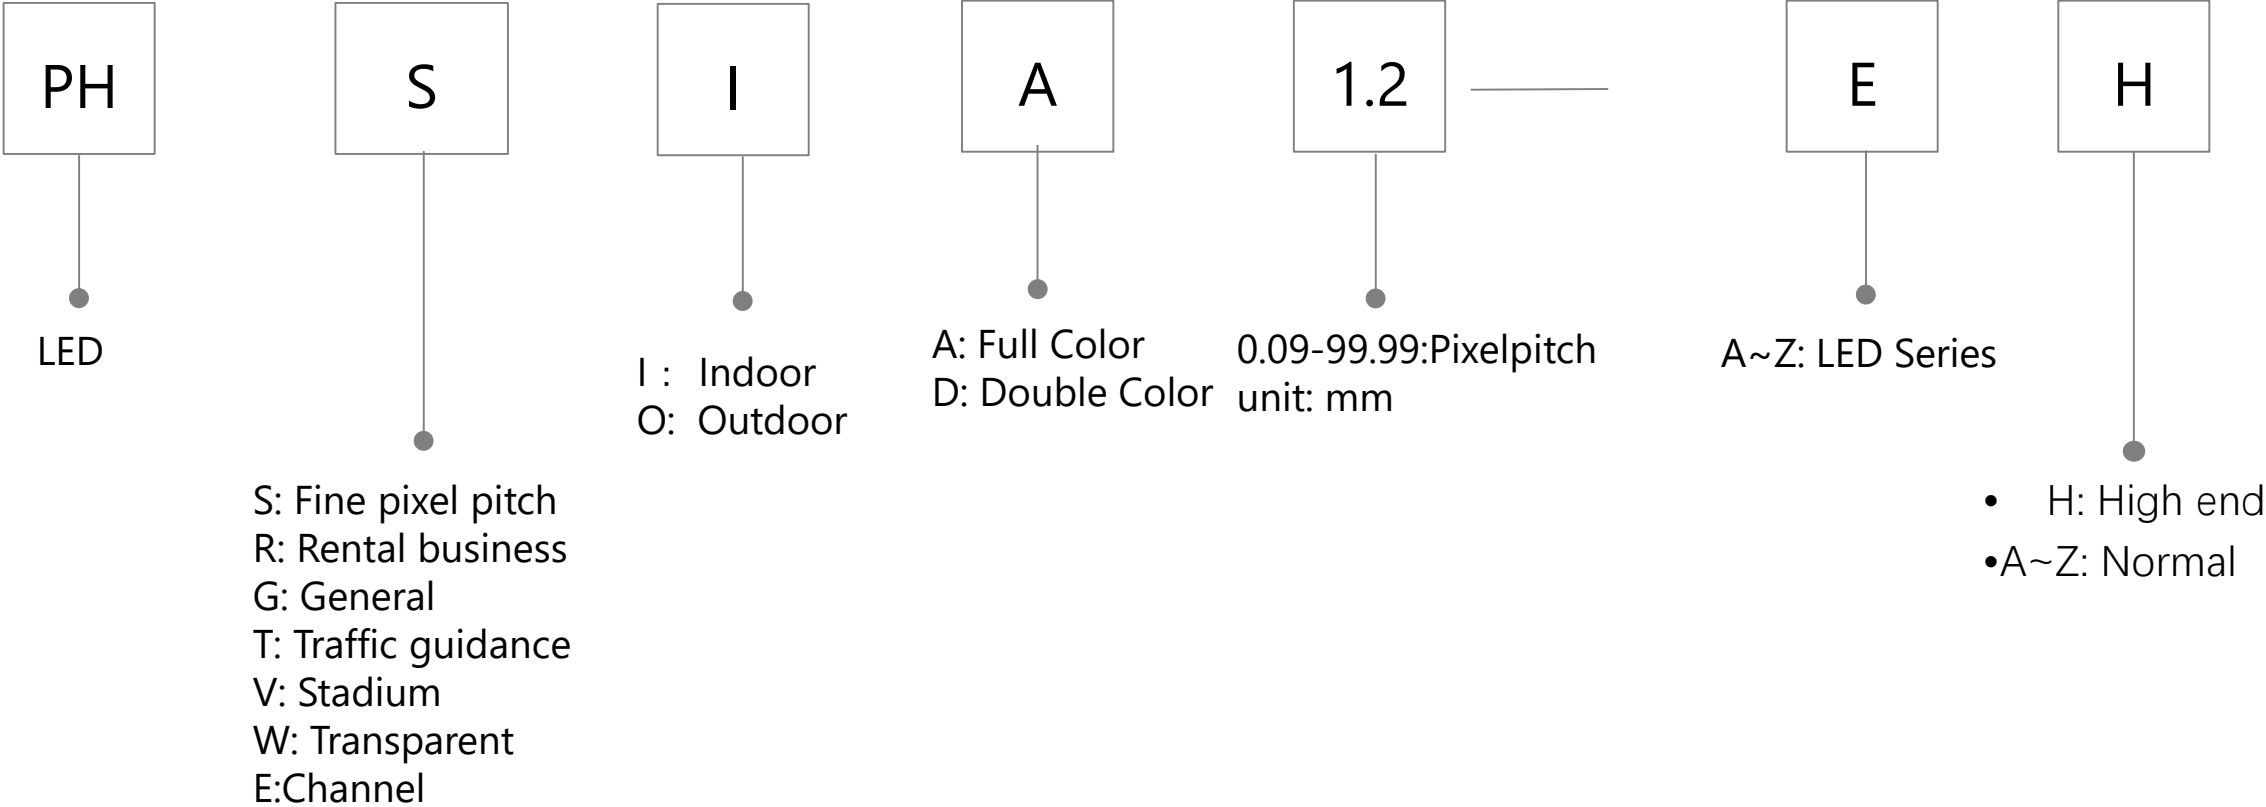 PH
S
I
A
1.2
E
H
LED
S: Fine pixel pitch
R: Rental business
G: General
T: Traffic guidance
V: Stadium
W: Transparent
E:Channel
I： Indoor
O: Outdoor
A: Full Color
D: Double Color
0.09-99.99:Pixelpitch
unit: mm
A~Z: LED Series
• H: High end
•A~Z: Normal